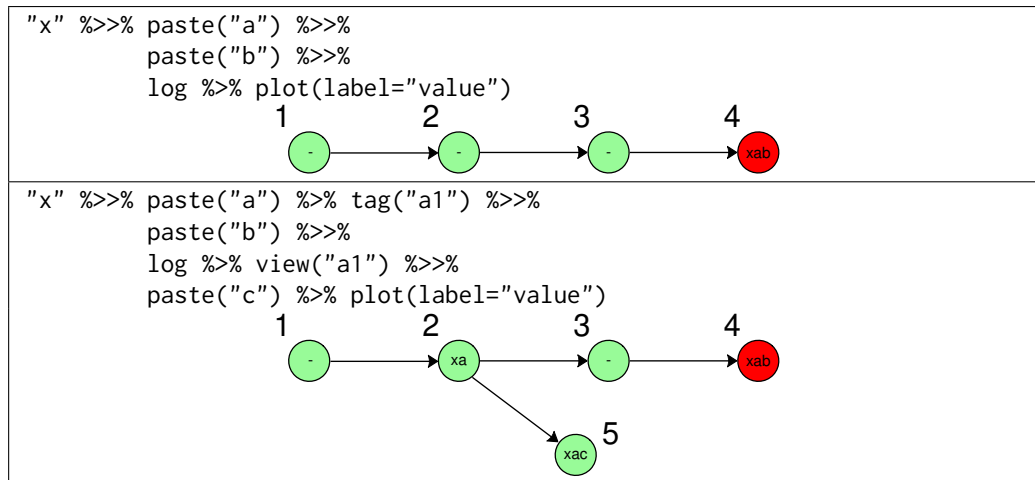 "x" %>>% paste("a") %>>%
paste("b") %>>%
log %>% plot(label="value")
1 2 3 4
- - - xab
"x" %>>% paste("a") %>% tag("a1") %>>%
paste("b") %>>%
log %>% view("a1") %>>%
paste("c") %>% plot(label="value")
1 2 3 4
- xa - xab
5
xac